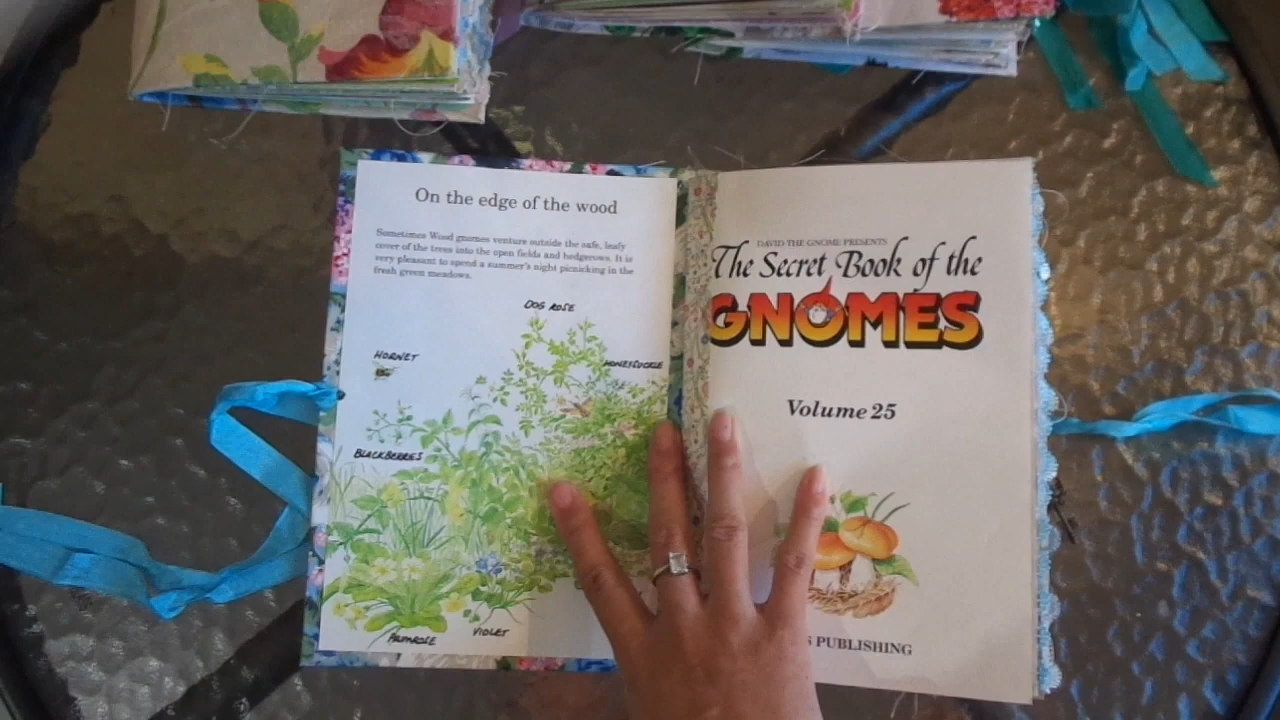 On the edge of the wood
Sometimes Wood gnomes venture outside the safe, leafy
cover of the trees into the open fields and hedgerows. It is
very pleasant to spend a summer's night picnicking in the
fresh green meadows.
DOG ROSE
HORNET
HONEYSUCKLE
BLACKBERRIES
PRIMROSE
VIOLET
DAVID THE GNOME PRESENTS
The Secret Book of the
GNOMES
Volume 25
S PUBLISHING